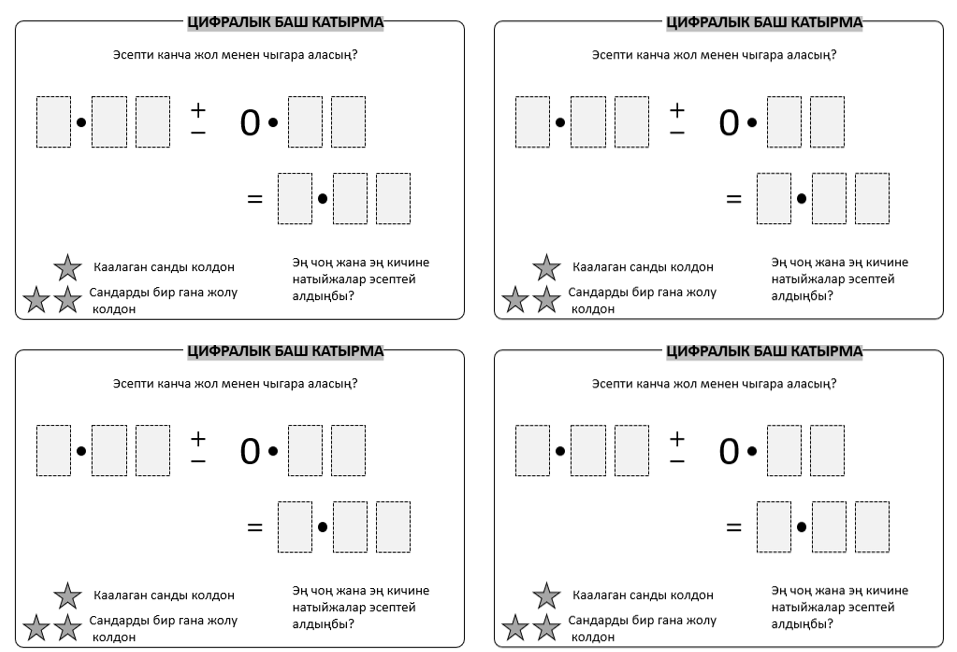 ЦИФРАЛЫК БАШ КАТЫРМА
Эсепти канча жол менен чыгара аласың?
+
− 0
=
Каалаган санды колдон
Сандарды бир гана жолу
колдон
Эң чоң жана эң кичине
натыйжалар эсептей
алдыңбы?
ЦИФРАЛЫК БАШ КАТЫРМА
Эсепти канча жол менен чыгара аласың?
+
− 0
=
Каалаган санды колдон
Сандарды бир гана жолу
колдон
Эң чоң жана эң кичине
натыйжалар эсептей
алдыңбы?
ЦИФРАЛЫК БАШ КАТЫРМА
Эсепти канча жол менен чыгара аласың?
+
− 0
=
Каалаган санды колдон
Сандарды бир гана жолу
колдон
Эң чоң жана эң кичине
натыйжалар эсептей
алдыңбы?
ЦИФРАЛЫК БАШ КАТЫРМА
Эсепти канча жол менен чыгара аласың?
+
− 0
=
Каалаган санды колдон
Сандарды бир гана жолу
колдон
Эң чоң жана эң кичине
натыйжалар эсептей
алдыңбы?